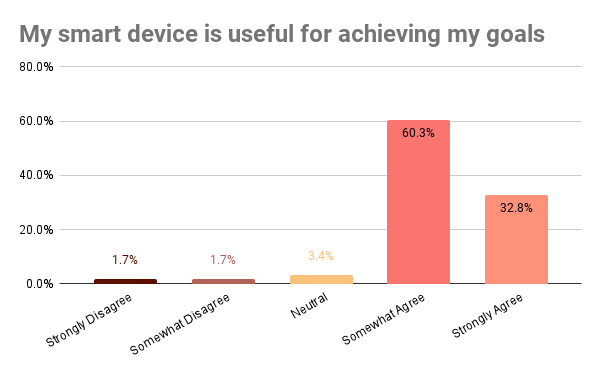 My smart device is useful for achieving my goals
80.0%
60.0%
40.0%
20.0%
0.0%
1.7%
1.7%
3.4%
60.3%
32.8%
Strongly Disagree
Somewhat Disagree
Neutral
Somewhat Agree
Strongly Agree